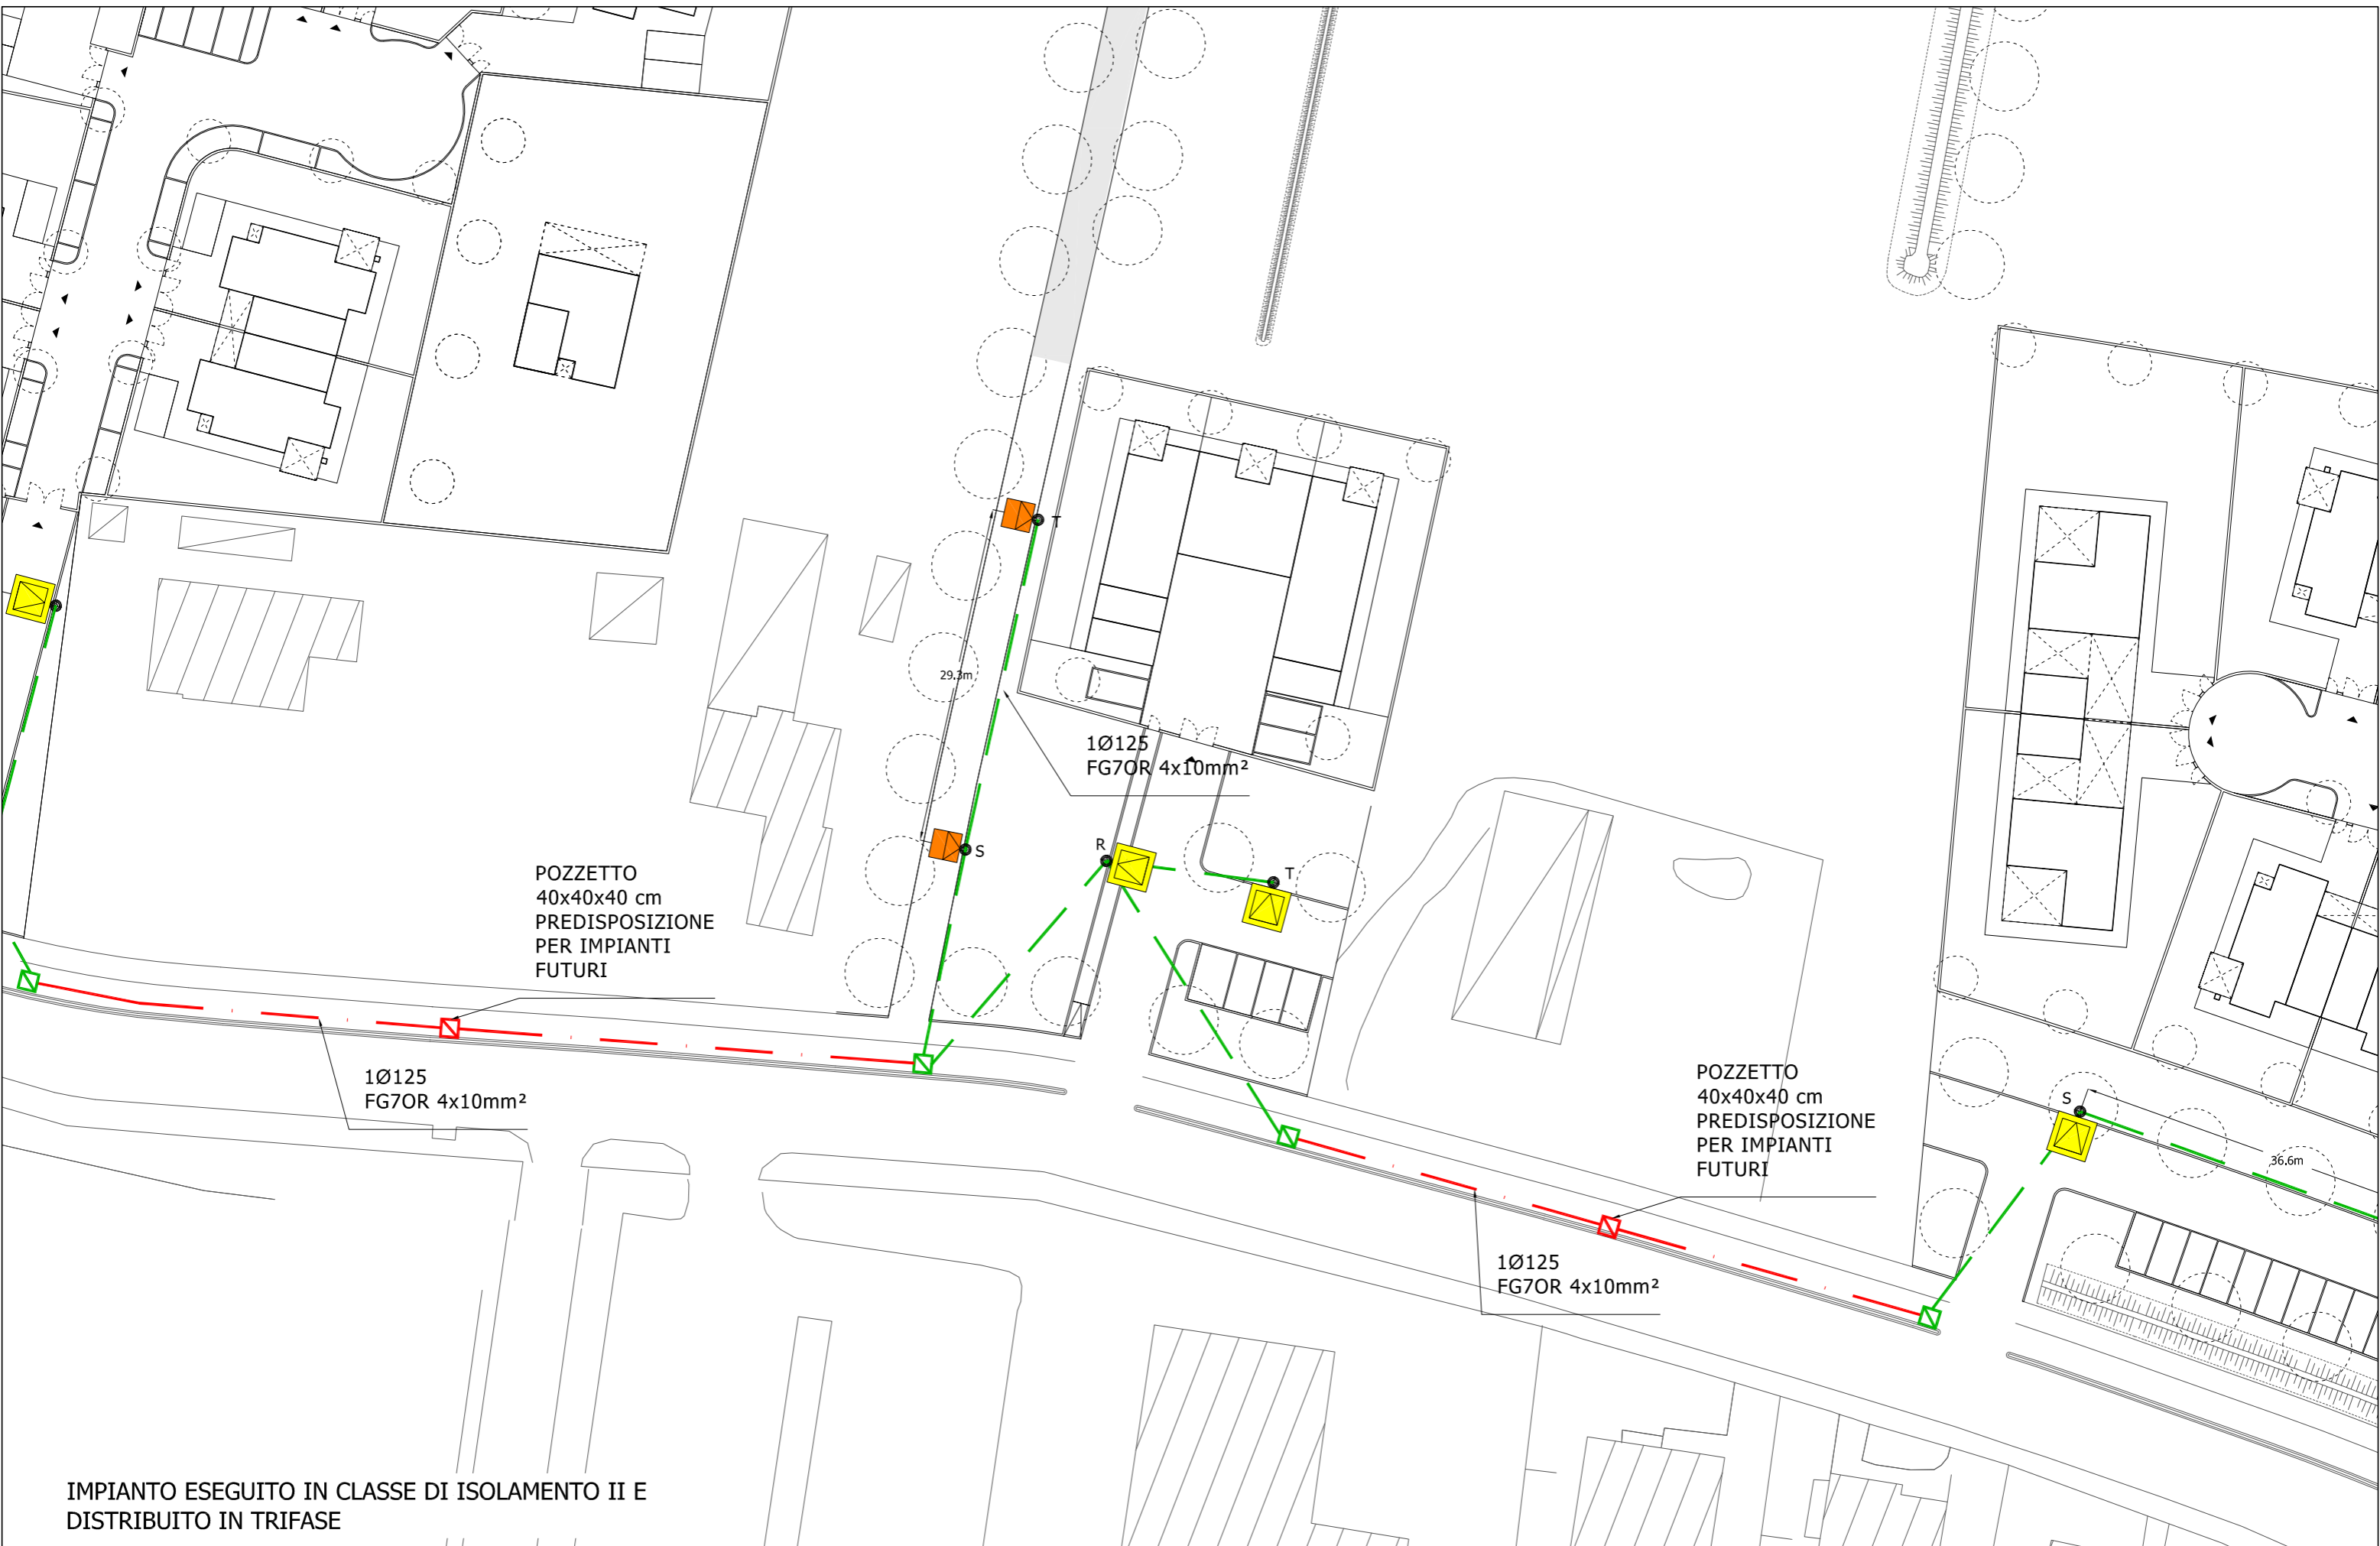 T
29.3m
1Ø125
FG7OR 4x10mm²
S
R
T
POZZETTO
40x40x40 cm
PREDISPOSIZIONE
PER IMPIANTI
FUTURI
1Ø125
FG7OR 4x10mm²
POZZETTO
40x40x40 cm
PREDISPOSIZIONE
PER IMPIANTI
FUTURI
S
36.6m
1Ø125
FG7OR 4x10mm²
IMPIANTO ESEGUITO IN CLASSE DI ISOLAMENTO II E
DISTRIBUITO IN TRIFASE